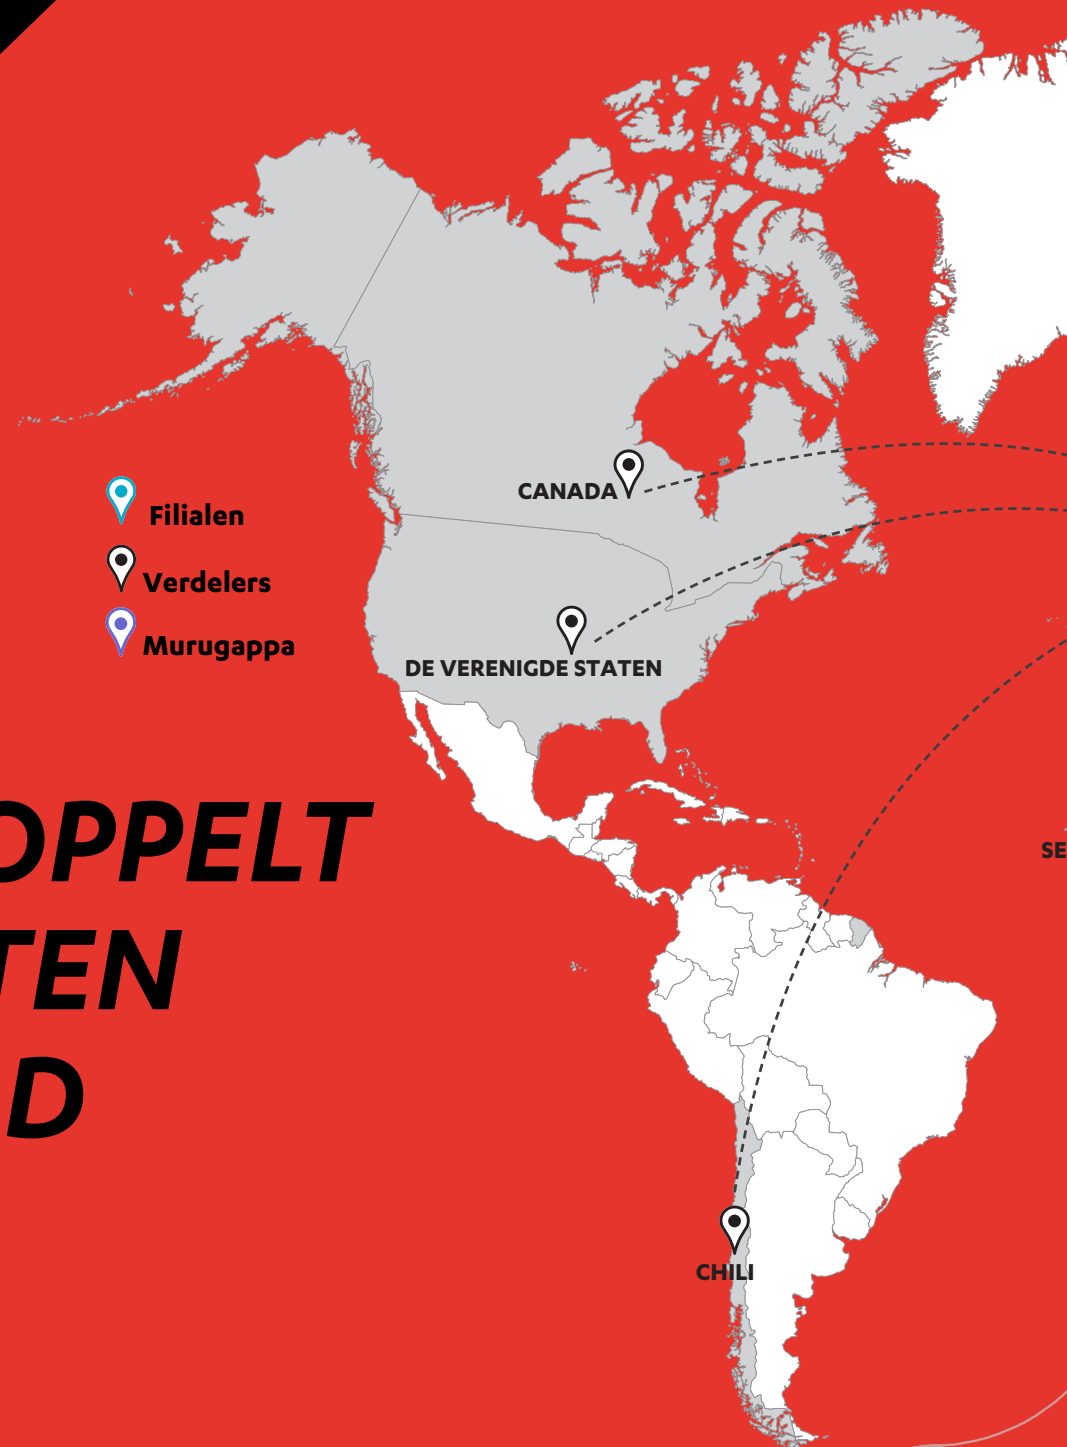 CANADA
Filialen
Verdelers
Murugappa
DE VERENIGDE STATEN
OPPELT
TEN
D
SE
CHILI